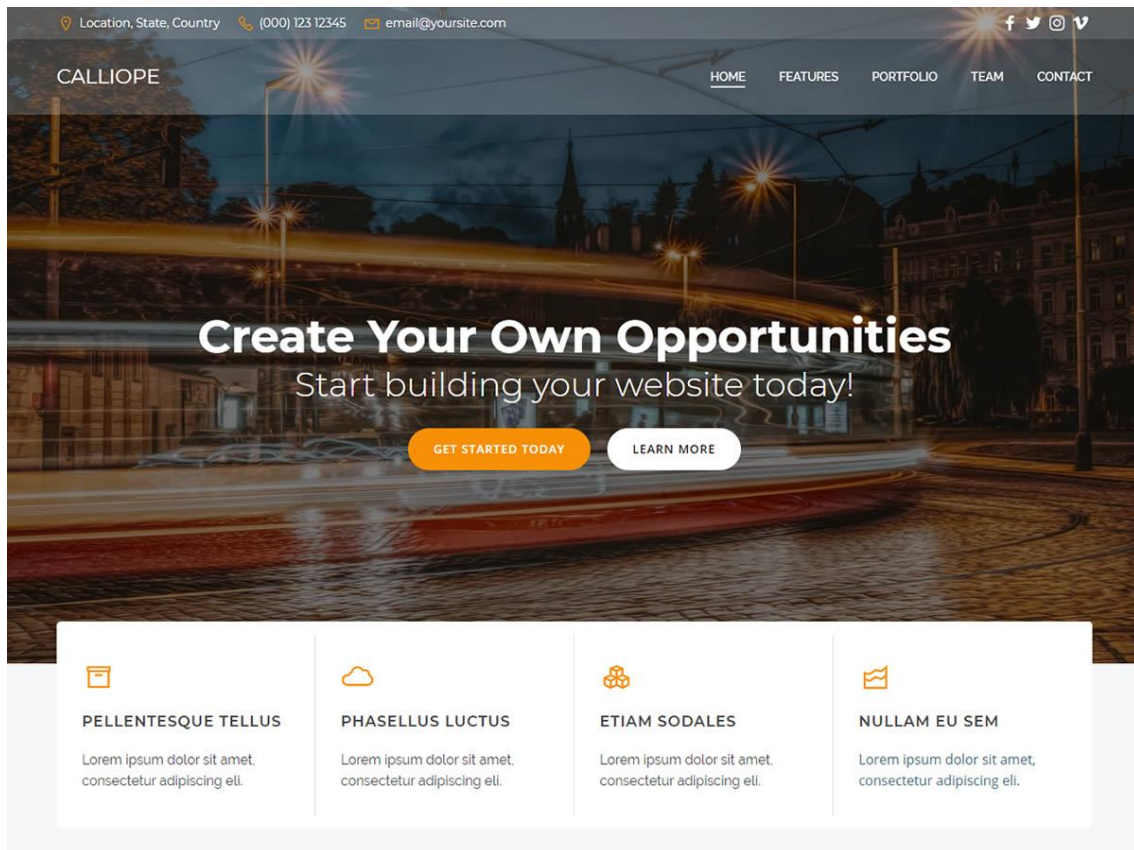 Location, State, Country (000) 123 12345 email@yoursite.com
CALLIOPE
HOME FEATURES PORTFOLIO TEAM CONTACT
Create Your Own Opportunities
Start building your website today!
GET STARTED TODAY LEARN MORE
PELLENTESQUE TELLUS
Lorem ipsum dolor sit amet,
consectetur adipiscing eli.
PHASELLUS LUCTUS
Lorem ipsum dolor sit amet,
consectetur adipiscing eli.
ETIAM SODALES
Lorem ipsum dolor sit amet,
consectetur adipiscing eli.
NULLAM EU SEM
Lorem ipsum dolor sit amet,
consectetur adipiscing eli.